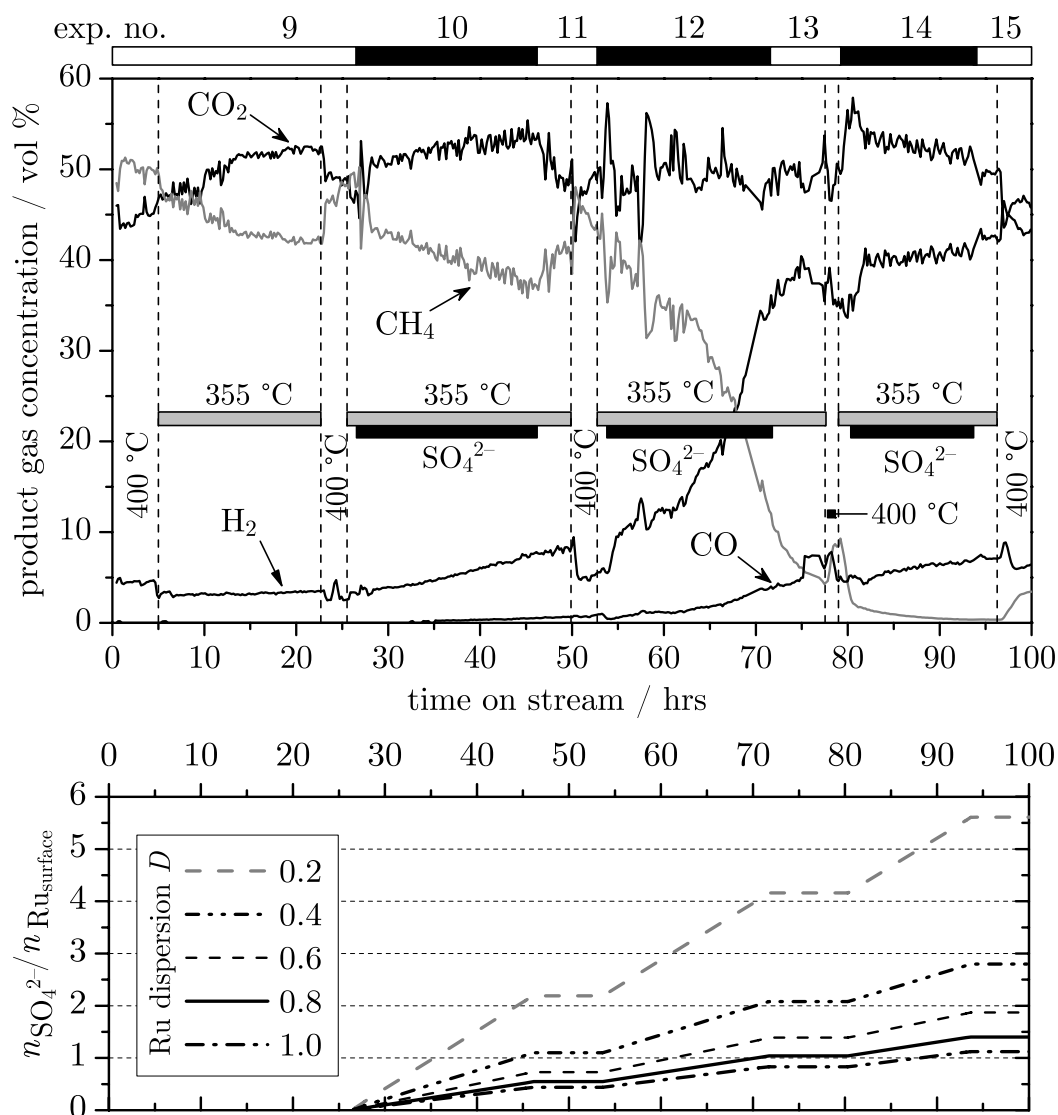 exp. no. 9 10 11 12 13 14 15
60
50
40
30
20
10
0
product gas concentration / vol %
CO₂
CH₄
355 °C 355 °C 355 °C 355 °C
SO₄²⁻ SO₄²⁻ SO₄²⁻
400 °C 400 °C 400 °C 400 °C
400 °C
H₂
CO
0 10 20 30 40 50 60 70 80 90 100
time on stream / hrs
0 10 20 30 40 50 60 70 80 90 100
6
5
4
3
2
1
0
n SO₄²⁻/n Ru surface
Ru dispersion D
0.2
0.4
0.6
0.8
1.0